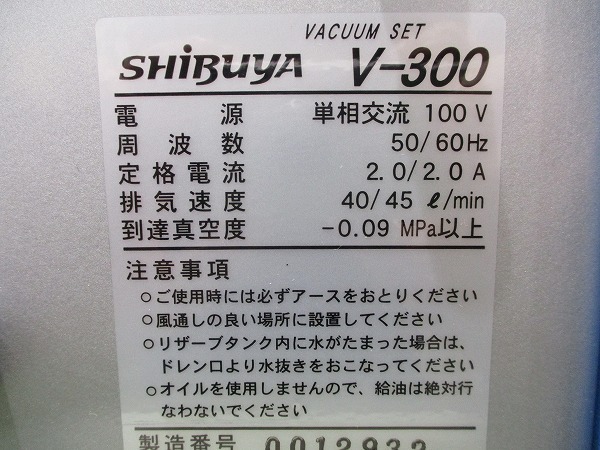 VACUUM SET
SHiBUYA V-300
電源 単相交流 100 V
周波数 50/60Hz
定格電流 2.0/2.0 A
排気速度 40/45 ℓ/min
到達真空度 -0.09 MPa以上
注意事項
○ご使用時には必ずアースをおとりください
○風通しの良い場所に設置してください
○リザーブタンク内に水がたまった場合は、
ドレン口より水抜きをおこなってください
○オイルを使用しませんので、給油は絶対行
なわないでください
製造番号 0012932